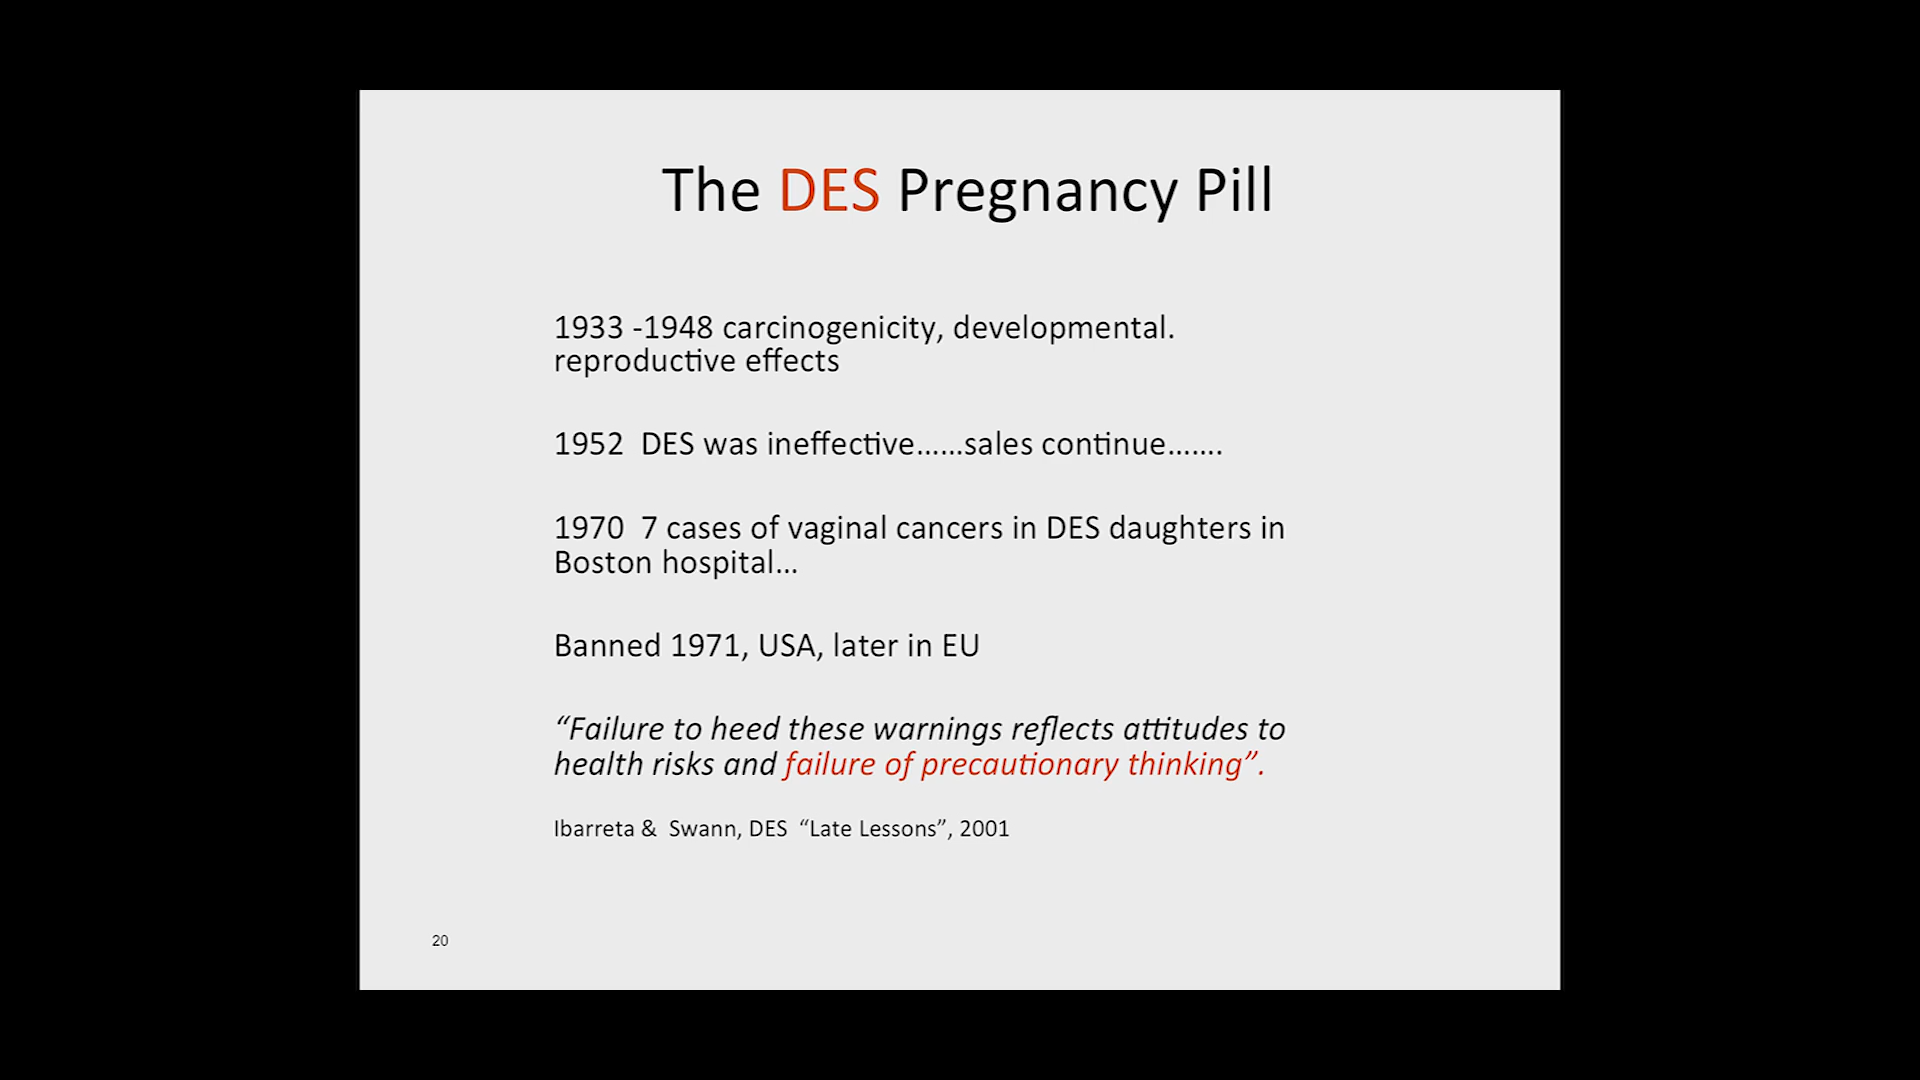 The DES Pregnancy Pill
1933 -1948 carcinogenicity, developmental.
reproductive effects
1952  DES was ineffective......sales continue.......
1970  7 cases of vaginal cancers in DES daughters in
Boston hospital...
Banned 1971, USA, later in EU
“Failure to heed these warnings reflects attitudes to
health risks and failure of precautionary thinking”.
Ibarreta &  Swann, DES  “Late Lessons”, 2001
20